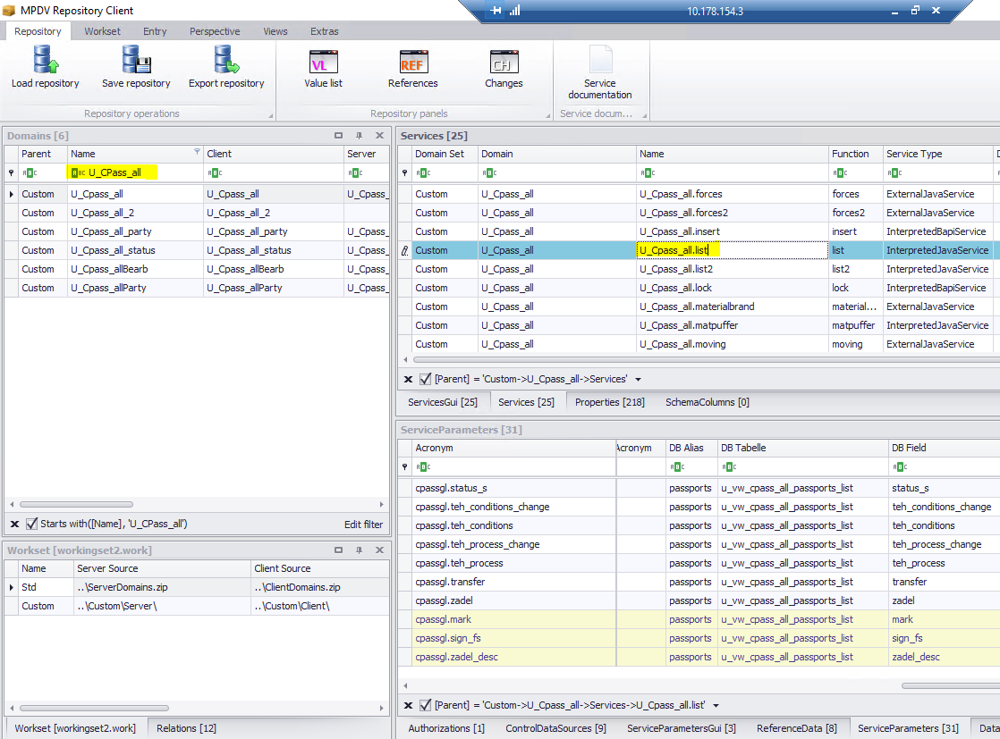 MPDV Repository Client
10.178.154.3
Repository Workset Entry Perspective Views Extras
Load repository Save repository Export repository Value list References Changes Service documentation
VL REF CH
Repository operations Repository panels Service docum...
Domains [6]
Parent Name Client Server
U_CPass_all
Custom U_Cpass_all U_Cpass_all U_Cpass_
Custom U_Cpass_all_2 U_Cpass_all_2
Custom U_Cpass_all_party U_Cpass_all_party U_Cpass_
Custom U_Cpass_all_status U_Cpass_all_status U_Cpass_
Custom U_Cpass_allBearb U_Cpass_allBearb U_Cpass_
Custom U_Cpass_allParty U_Cpass_allParty U_Cpass_
Starts with([Name], 'U_CPass_all') Edit filter
Workset [workingset2.work]
Name Server Source Client Source
Std ..\ServerDomains.zip ..\ClientDomains.zip
Custom ..\Custom\Server\ ..\Custom\Client\
Workset [workingset2.work] Relations [12]
Services [25]
Domain Set Domain Name Function Service Type
Custom U_Cpass_all U_Cpass_all.forces forces ExternalJavaService
Custom U_Cpass_all U_Cpass_all.forces2 forces2 ExternalJavaService
Custom U_Cpass_all U_Cpass_all.insert insert InterpretedBapiService
Custom U_Cpass_all U_Cpass_all.list list InterpretedJavaService
Custom U_Cpass_all U_Cpass_all.list2 list2 InterpretedJavaService
Custom U_Cpass_all U_Cpass_all.lock lock InterpretedBapiService
Custom U_Cpass_all U_Cpass_all.materialbrand material... ExternalJavaService
Custom U_Cpass_all U_Cpass_all.matpuffer matpuffer InterpretedJavaService
Custom U_Cpass_all U_Cpass_all.moving moving ExternalJavaService
[Parent] = 'Custom->U_Cpass_all->Services'
ServicesGui [25] Services [25] Properties [218] SchemaColumns [0]
ServiceParameters [31]
Acronym Acronym DB Alias DB Tabelle DB Field
cpassgl.status_s passports u_vw_cpass_all_passports_list status_s
cpassgl.teh_conditions_change passports u_vw_cpass_all_passports_list teh_conditions_change
cpassgl.teh_conditions passports u_vw_cpass_all_passports_list teh_conditions
cpassgl.teh_process_change passports u_vw_cpass_all_passports_list teh_process_change
cpassgl.teh_process passports u_vw_cpass_all_passports_list teh_process
cpassgl.transfer passports u_vw_cpass_all_passports_list transfer
cpassgl.zadel passports u_vw_cpass_all_passports_list zadel
cpassgl.mark passports u_vw_cpass_all_passports_list mark
cpassgl.sign_fs passports u_vw_cpass_all_passports_list sign_fs
cpassgl.zadel_desc passports u_vw_cpass_all_passports_list zadel_desc
[Parent] = 'Custom->U_Cpass_all->Services->U_Cpass_all.list'
Authorizations [1] ControlDataSources [9] ServiceParametersGui [3] ReferenceData [8] ServiceParameters [31] Data